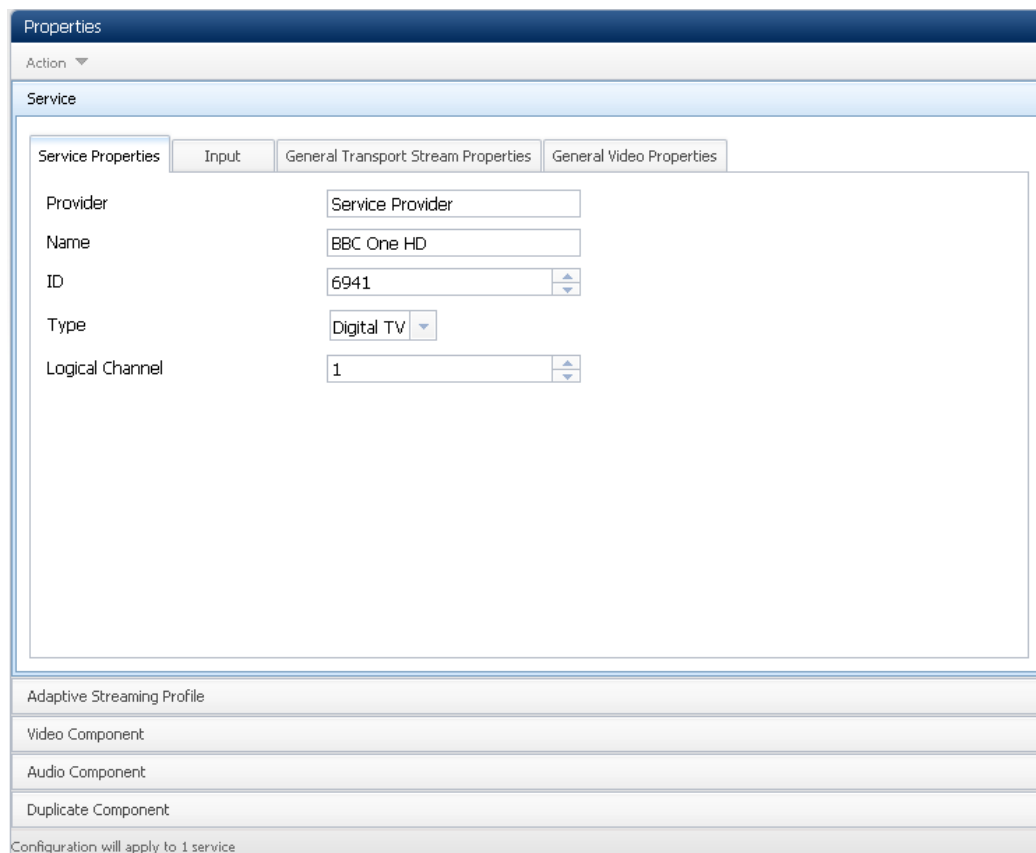 Properties
Action
Service
Service Properties Input General Transport Stream Properties General Video Properties
Provider Service Provider
Name BBC One HD
ID 6941
Type Digital TV
Logical Channel 1
Adaptive Streaming Profile
Video Component
Audio Component
Duplicate Component
Configuration will apply to 1 service